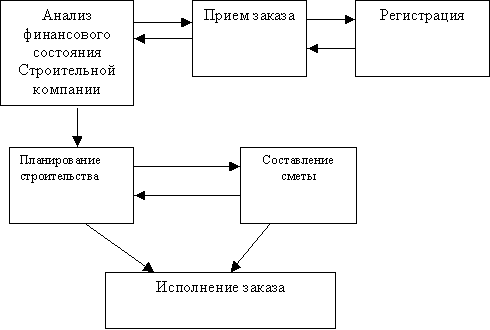 Анализ
финансового
состояния
Строительной
компании
Прием заказа
Регистрация
Планирование
строительства
Составление
сметы
Исполнение заказа